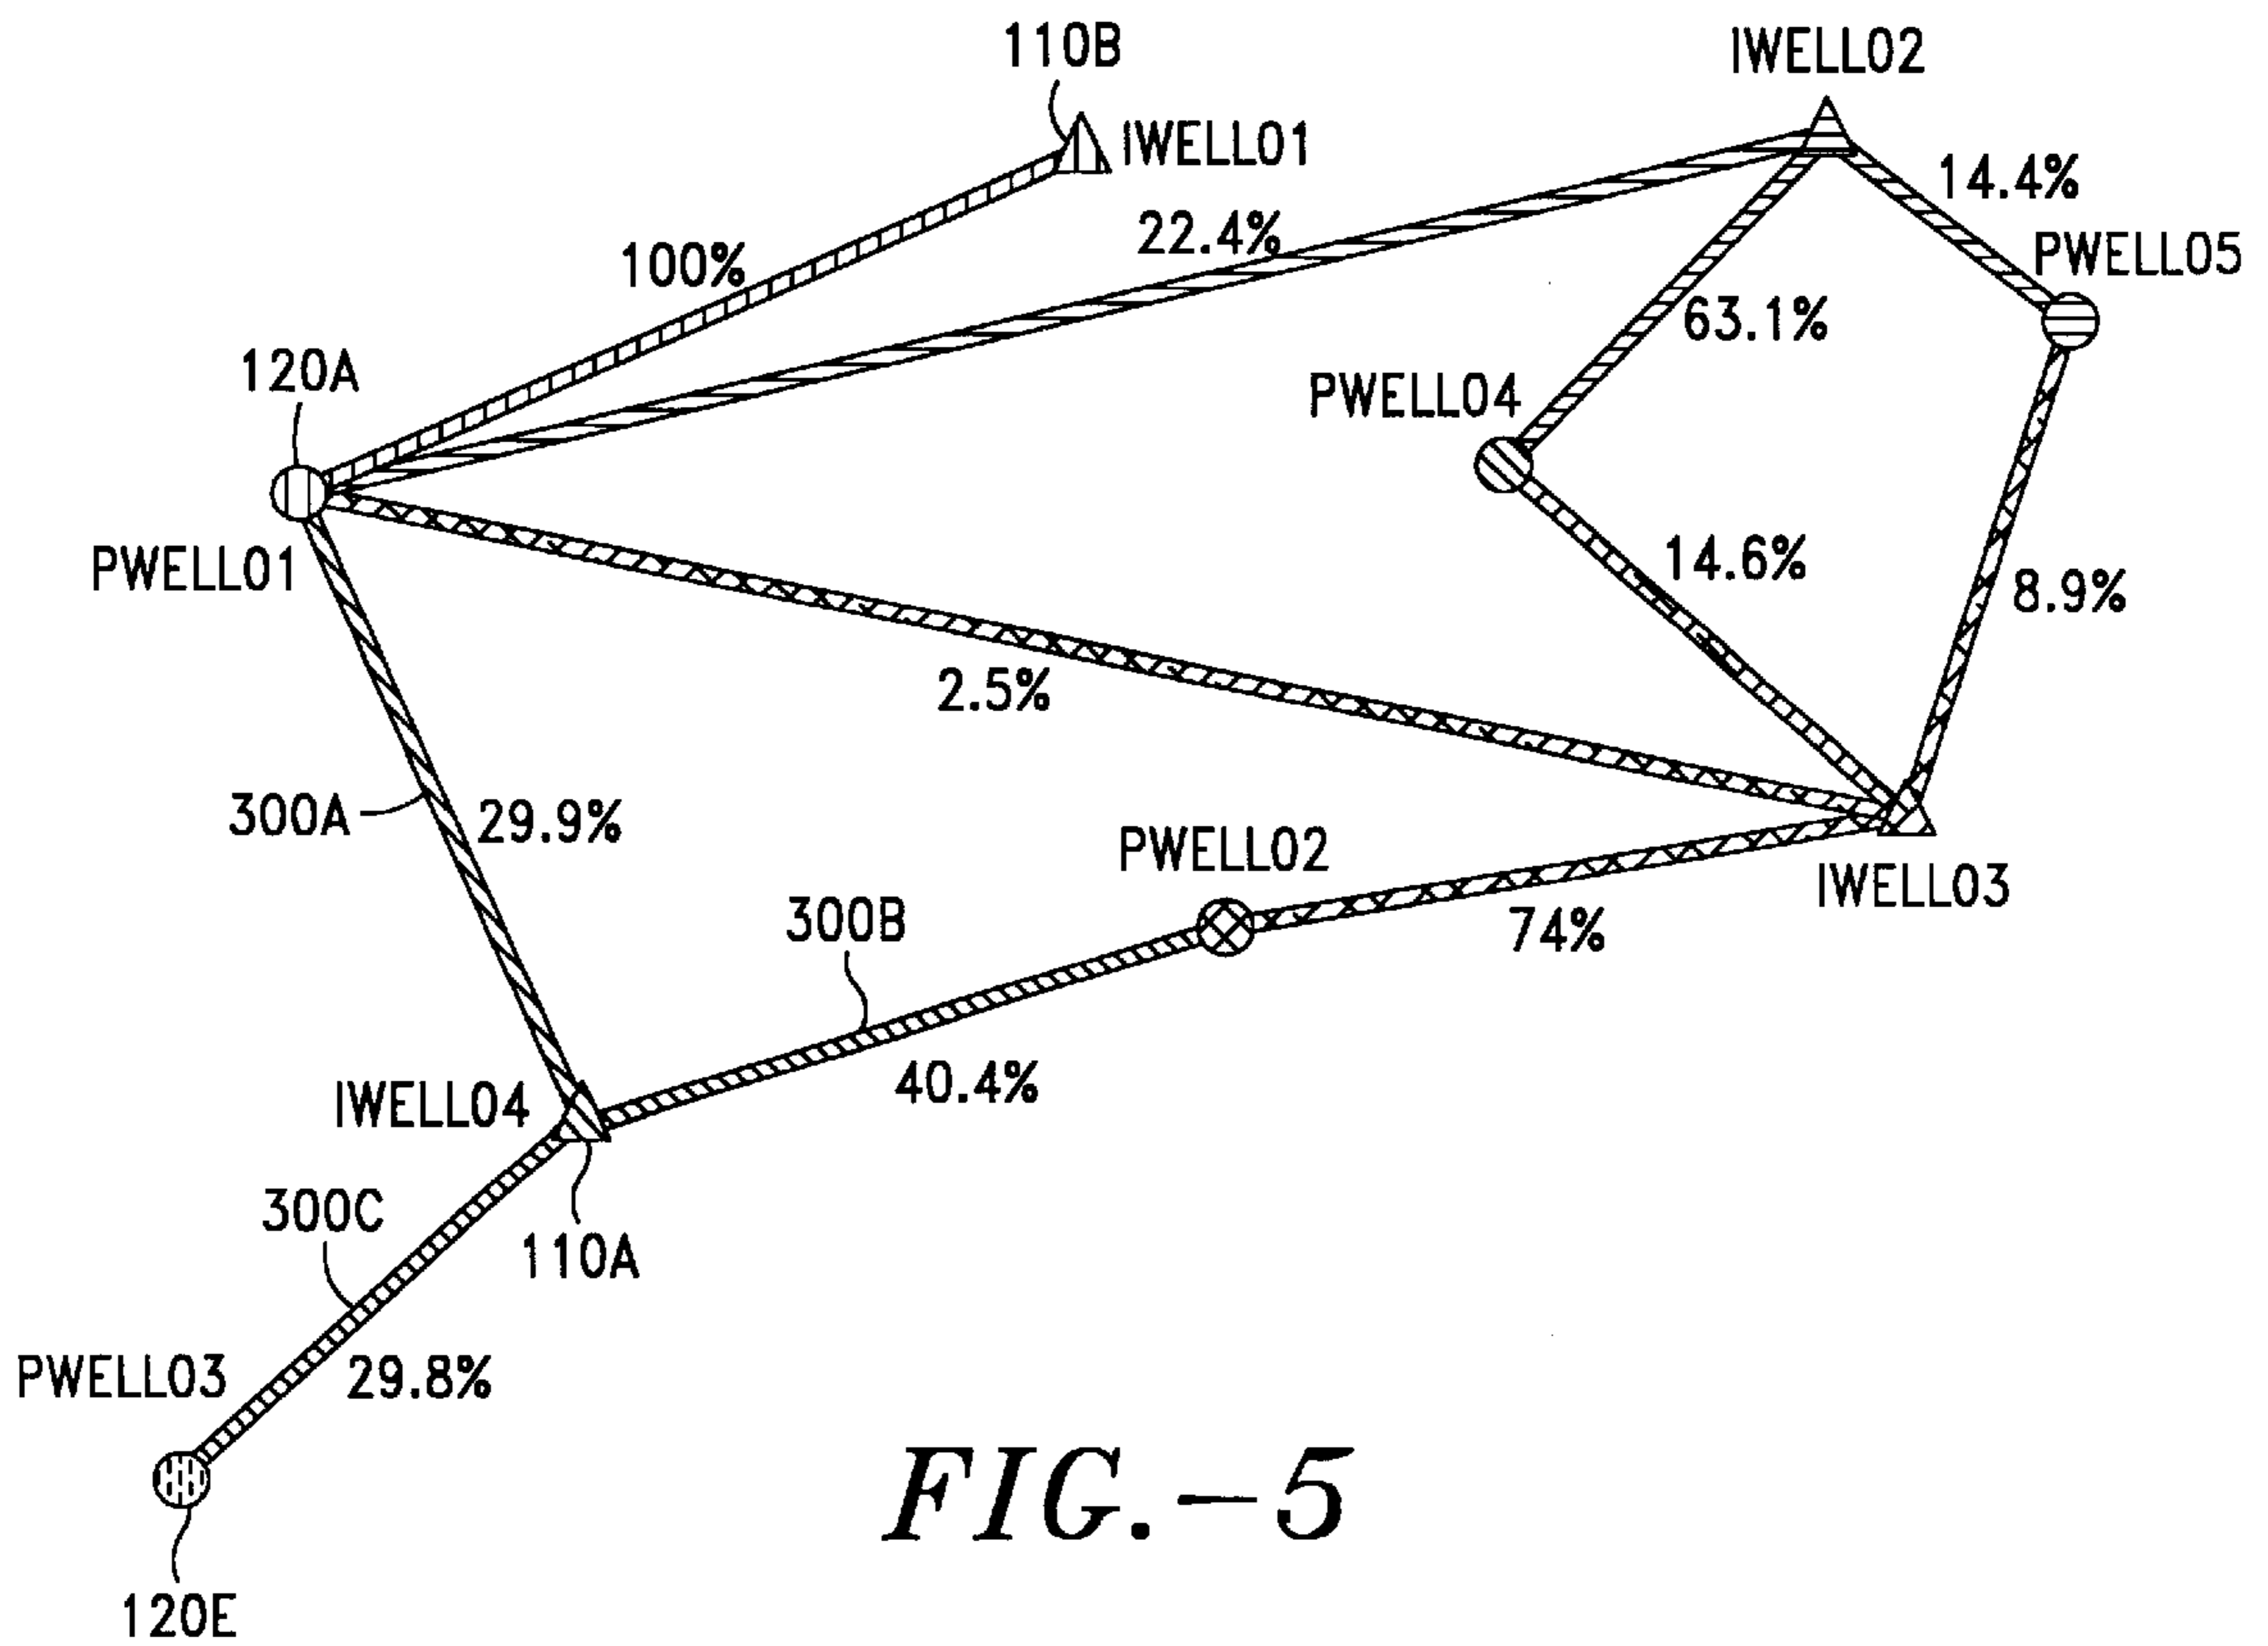 110B
IWELL02
IWELL01
14.4%
22.4%
100%
PWELL05
63.1%
120A
PWELL04
14.6%
PWELL01
8.9%
2.5%
300A
29.9%
PWELL02
IWELL03
300B
74%
40.4%
IWELL04
300C
110A
PWELL03
29.8%
FIG.-5
120E